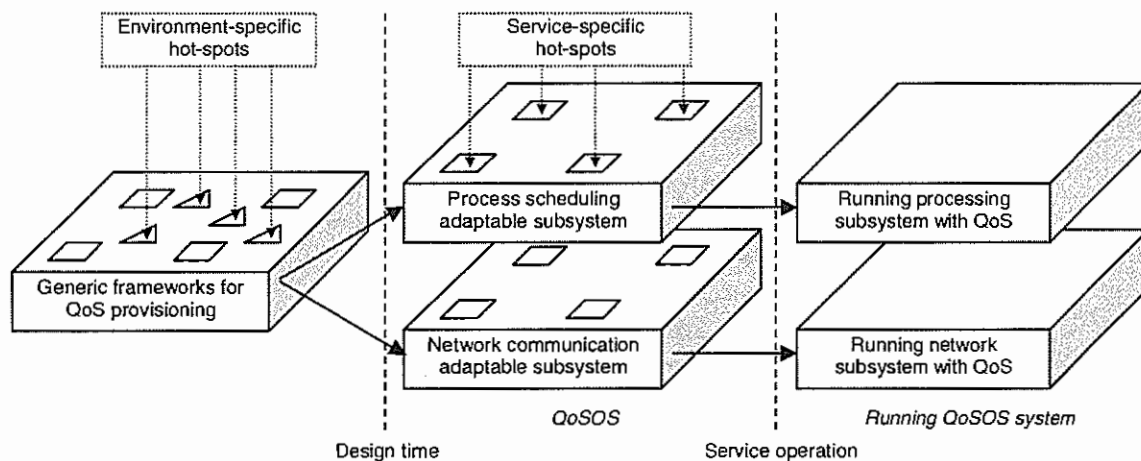 Environment-specific
hot-spots
Service-specific
hot-spots
Generic frameworks for
QoS provisioning
Process scheduling
adaptable subsystem
Running processing
subsystem with QoS
Network communication
adaptable subsystem
Running network
subsystem with QoS
QoSOS
Running QoSOS system
Design time
Service operation